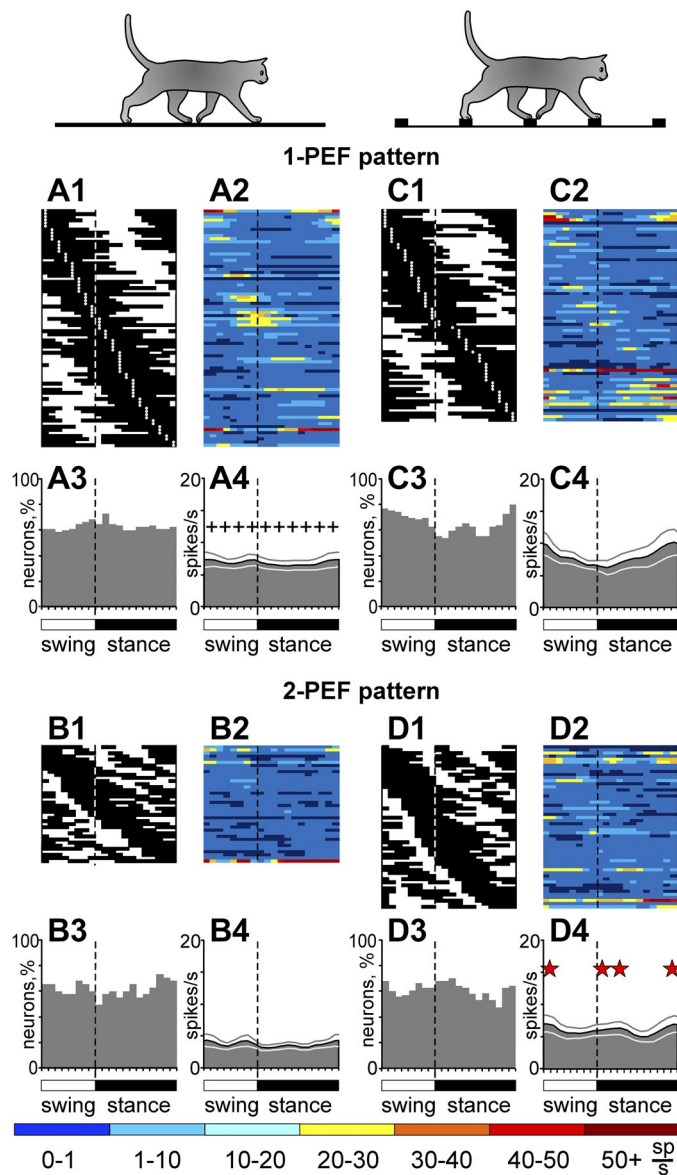 1-PEF pattern
A1 A2 C1 C2
A3 A4 C3 C4
100 20 100 20
neurons, % spikes/s neurons, % spikes/s
+++++++++++
0 0 0 0
swing stance swing stance swing stance swing stance
2-PEF pattern
B1 B2 D1 D2
B3 B4 D3 D4
100 20 100 20
neurons, % spikes/s neurons, % spikes/s
0 0 0 0
swing stance swing stance swing stance swing stance
0-1 1-10 10-20 20-30 30-40 40-50 50+ sp/s